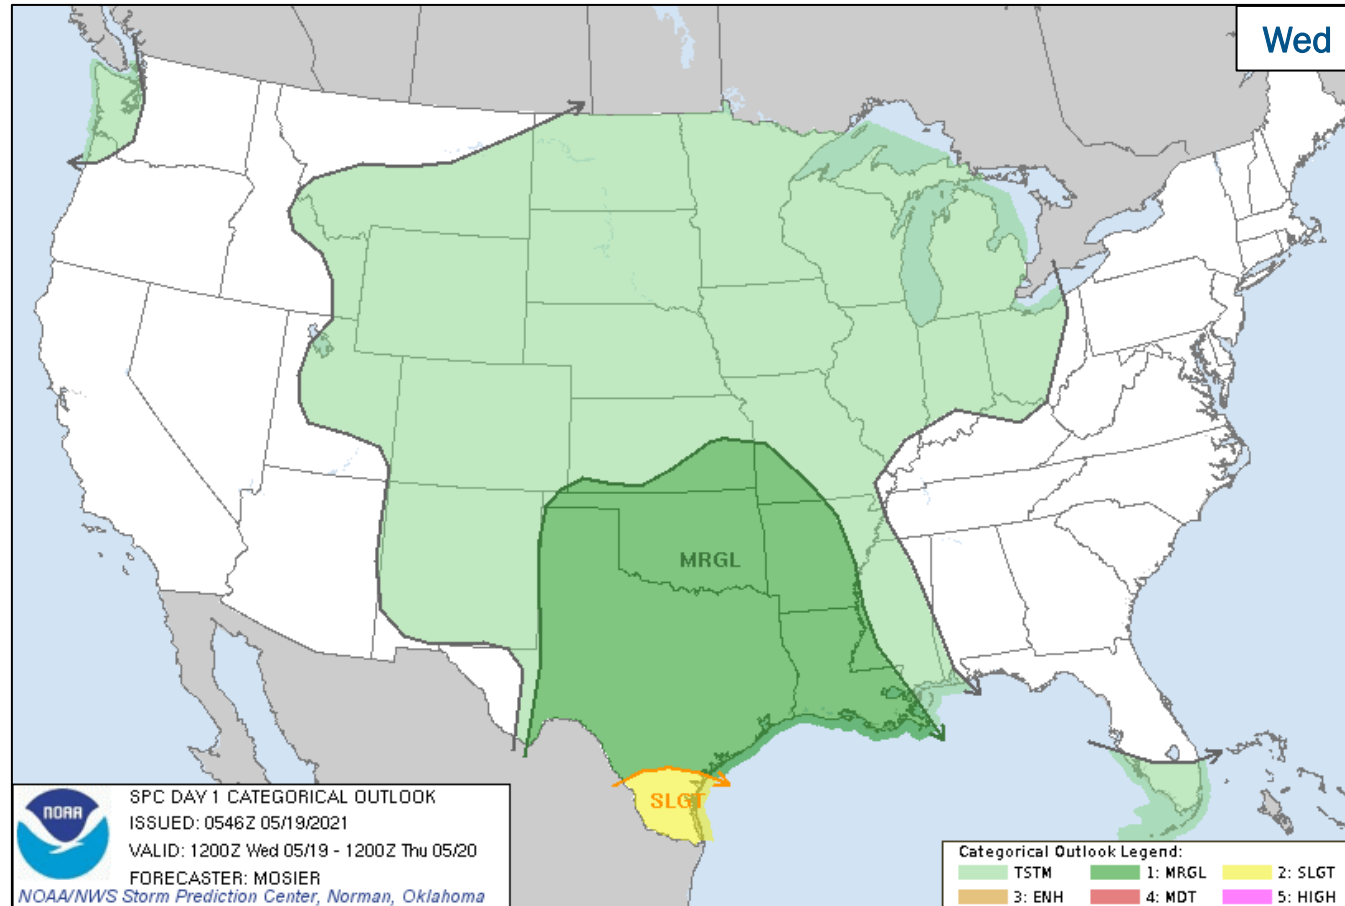 Wed
MRGL
SLGT
NOAA
SPC DAY 1 CATEGORICAL OUTLOOK
ISSUED: 0546Z 05/19/2021
VALID: 1200Z Wed 05/19 - 1200Z Thu 05/20
FORECASTER: MOSIER
NOAA/NWS Storm Prediction Center, Norman, Oklahoma
Categorical Outlook Legend:
TSTM 1: MRGL 2: SLGT
3: ENH 4: MDT 5: HIGH